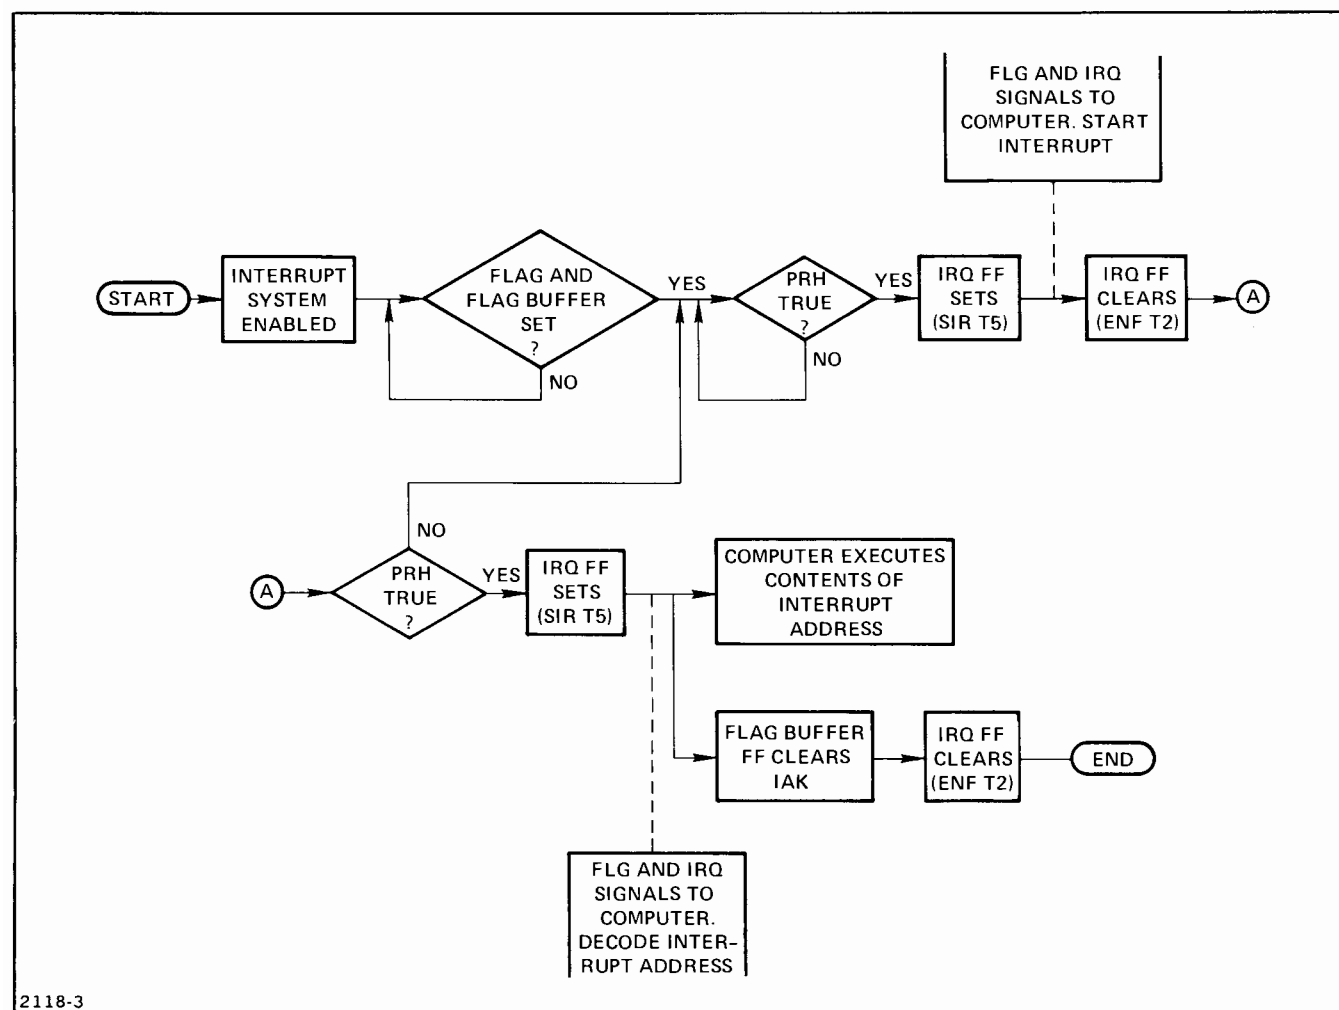 FLG AND IRQ
SIGNALS TO
COMPUTER. START
INTERRUPT
START
INTERRUPT
SYSTEM
ENABLED
FLAG AND
FLAG BUFFER
SET
?
NO
YES
PRH
TRUE
?
NO
YES
IRQ FF
SETS
(SIR T5)
IRQ FF
CLEARS
(ENF T2)
A
NO
A
PRH
TRUE
?
YES
IRQ FF
SETS
(SIR T5)
COMPUTER EXECUTES
CONTENTS OF
INTERRUPT
ADDRESS
FLAG BUFFER
FF CLEARS
IAK
IRQ FF
CLEARS
(ENF T2)
END
FLG AND IRQ
SIGNALS TO
COMPUTER.
DECODE INTER-
RUPT ADDRESS
2118-3